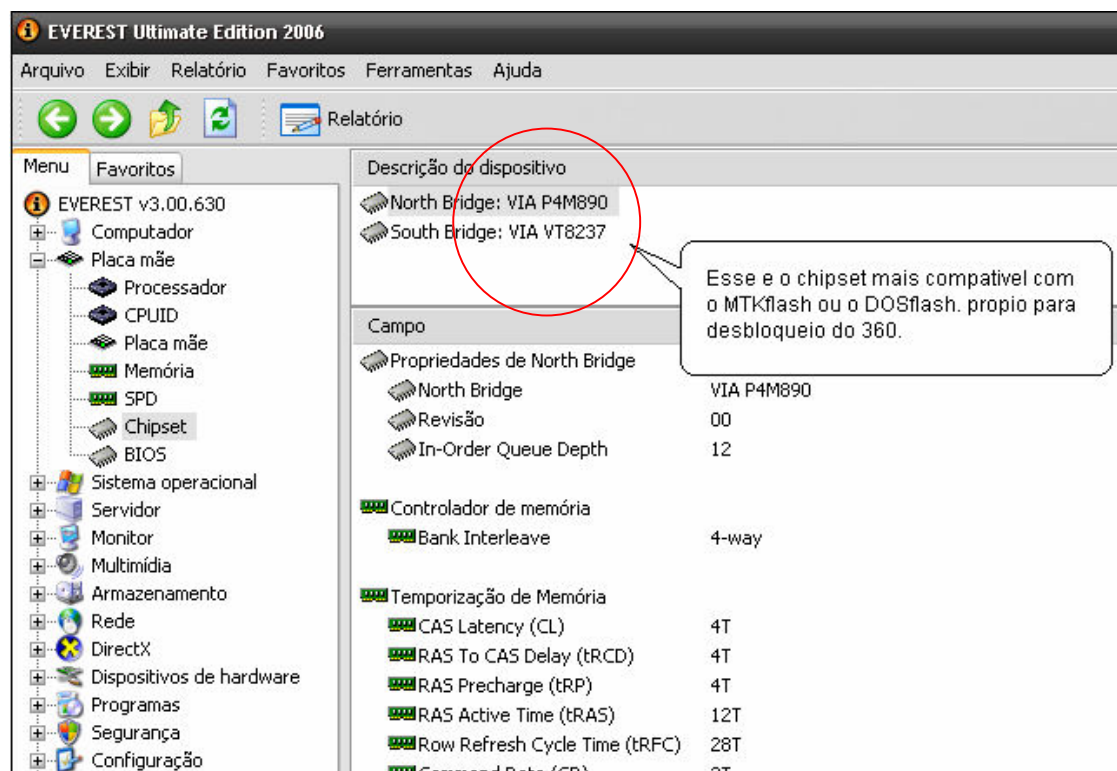 EVEREST Ultimate Edition 2006
Arquivo Exibir Relatório Favoritos Ferramentas Ajuda
Relatório
Menu Favoritos
EVEREST v3.00.630
Computador
Placa mãe
Processador
CPUID
Placa mãe
Memória
SPD
Chipset
BIOS
Sistema operacional
Servidor
Monitor
Multimídia
Armazenamento
Rede
DirectX
Dispositivos de hardware
Programas
Segurança
Configuração
Descrição do dispositivo
North Bridge: VIA P4M890
South Bridge: VIA VT8237
Esse e o chipset mais compativel com
o MTKflash ou o DOSflash. propio para
desbloqueio do 360.
Campo
Propriedades de North Bridge
North Bridge VIA P4M890
Revisão 00
In-Order Queue Depth 12
Controlador de memória
Bank Interleave 4-way
Temporização de Memória
CAS Latency (CL) 4T
RAS To CAS Delay (tRCD) 4T
RAS Precharge (tRP) 4T
RAS Active Time (tRAS) 12T
Row Refresh Cycle Time (tRFC) 28T
Command Rate (CR)